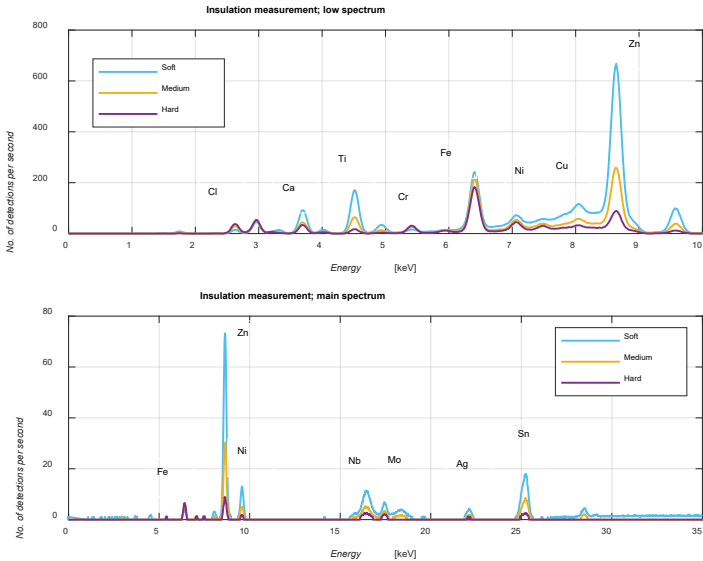 Insulation measurement; low spectrum
800
600
400
200
0
No. of detections per second
Soft
Medium
Hard
Cl
Ca
Ti
Cr
Fe
Ni
Cu
Zn
0 1 2 3 4 5 6 7 8 9 10
Energy [keV]
Insulation measurement; main spectrum
80
60
40
20
0
No. of detections per second
Soft
Medium
Hard
Fe
Zn
Ni
Nb
Mo
Ag
Sn
0 5 10 15 20 25 30 35
Energy [keV]